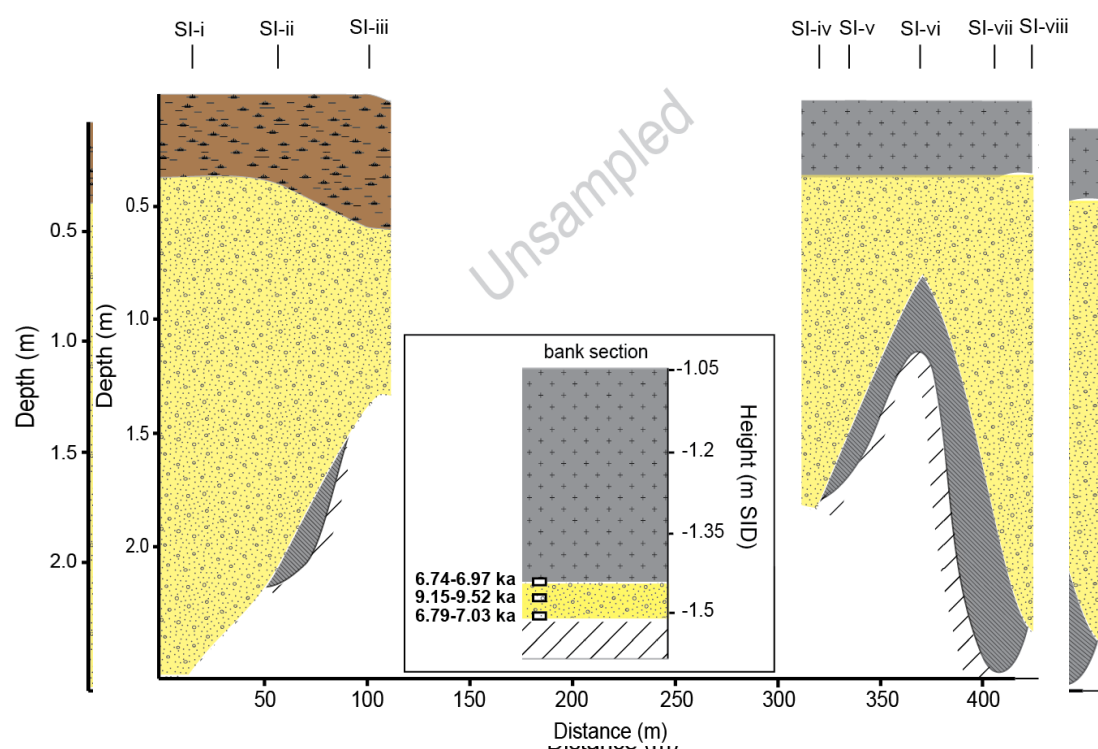 SI-i SI-ii SI-iii SI-iv SI-v SI-vi SI-vii SI-viii
Unsampled
0.5
1.0
1.5
2.0
Depth (m)
0.5
1.0
1.5
2.0
Depth (m)
bank section
-1.05
-1.2
-1.35
-1.5
Height (m SID)
6.74-6.97 ka
9.15-9.52 ka
6.79-7.03 ka
50 100 150 200 250 300 350 400
Distance (m)